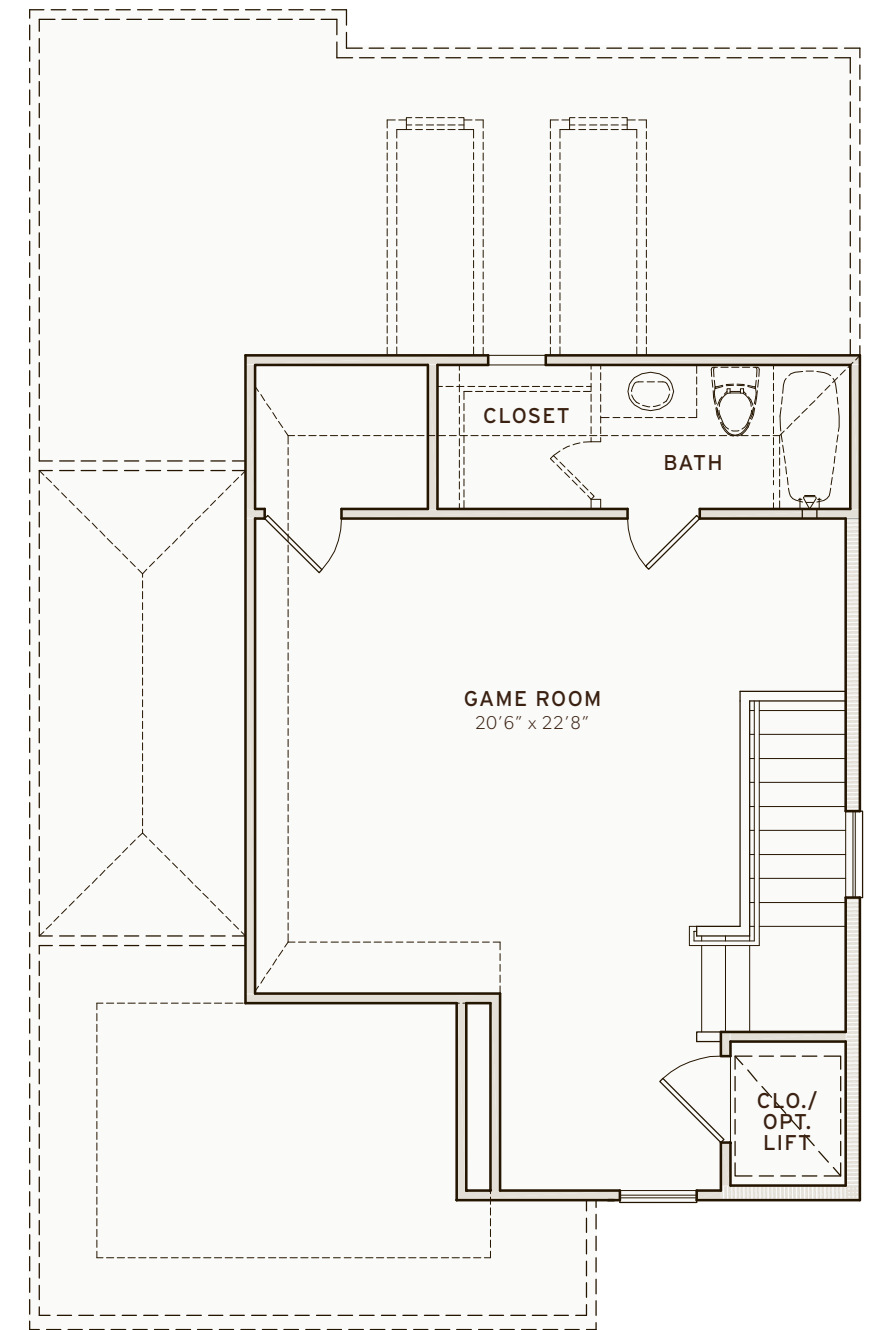 CLOSET
BATH
GAME ROOM
20’6” x 22’8”
CLO./
OPT.
LIFT